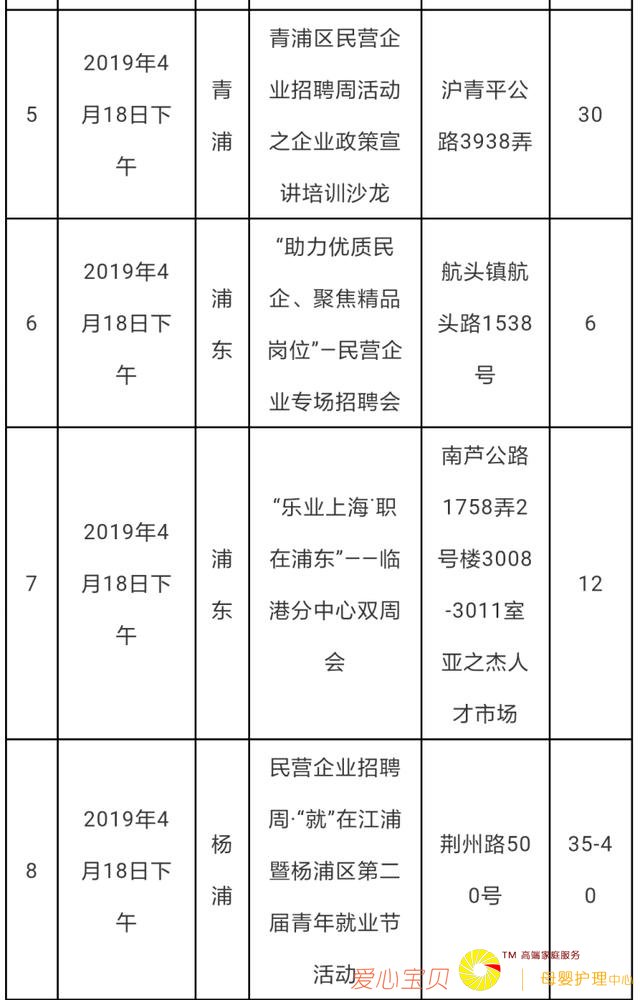 5
2019年4
月18日下
午
青
浦
青浦区民营企
业招聘周活动
之企业政策宣
讲培训沙龙
沪青平公
路3938弄
30
6
2019年4
月18日下
午
浦
东
“助力优质民
企、聚焦精品
岗位”—民营企
业专场招聘会
航头镇航
头路1538
号
6
7
2019年4
月18日下
午
浦
东
“乐业上海˙职
在浦东”——临
港分中心双周
会
南芦公路
1758弄2
号楼3008
-3011室
亚之杰人
才市场
12
8
2019年4
月18日下
午
杨
浦
民营企业招聘
周·“就”在江浦
暨杨浦区第二
届青年就业节
活动
荆州路50
0号
35-4
0
爱心宝贝
TM 高端家庭服务
母婴护理中心